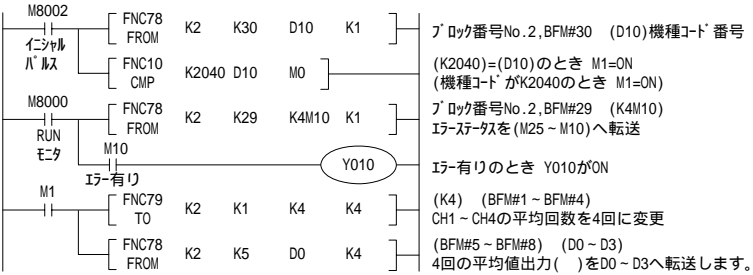 M8002
イニシャル
パルス
FNC78
FROM K2 K30 D10 K1
ブロック番号No.2,BFM#30 (D10)機種コード番号
FNC10
CMP K2040 D10 M0
(K2040)=(D10)のとき M1=ON
(機種コードがK2040のとき M1=ON)
M8000
RUN
モニタ
FNC78
FROM K2 K29 K4M10 K1
ブロック番号No.2,BFM#29 (K4M10)
エラーステータスを(M25~M10)へ転送
M10
エラー有り
Y010
エラー有りのとき Y010がON
M1
FNC79
TO K2 K1 K4 K4
(K4) (BFM#1~BFM#4)
CH1~CH4の平均回数を4回に変更
FNC78
FROM K2 K5 D0 K4
(BFM#5~BFM#8) (D0~D3)
4回の平均値出力( )をD0~D3へ転送します。